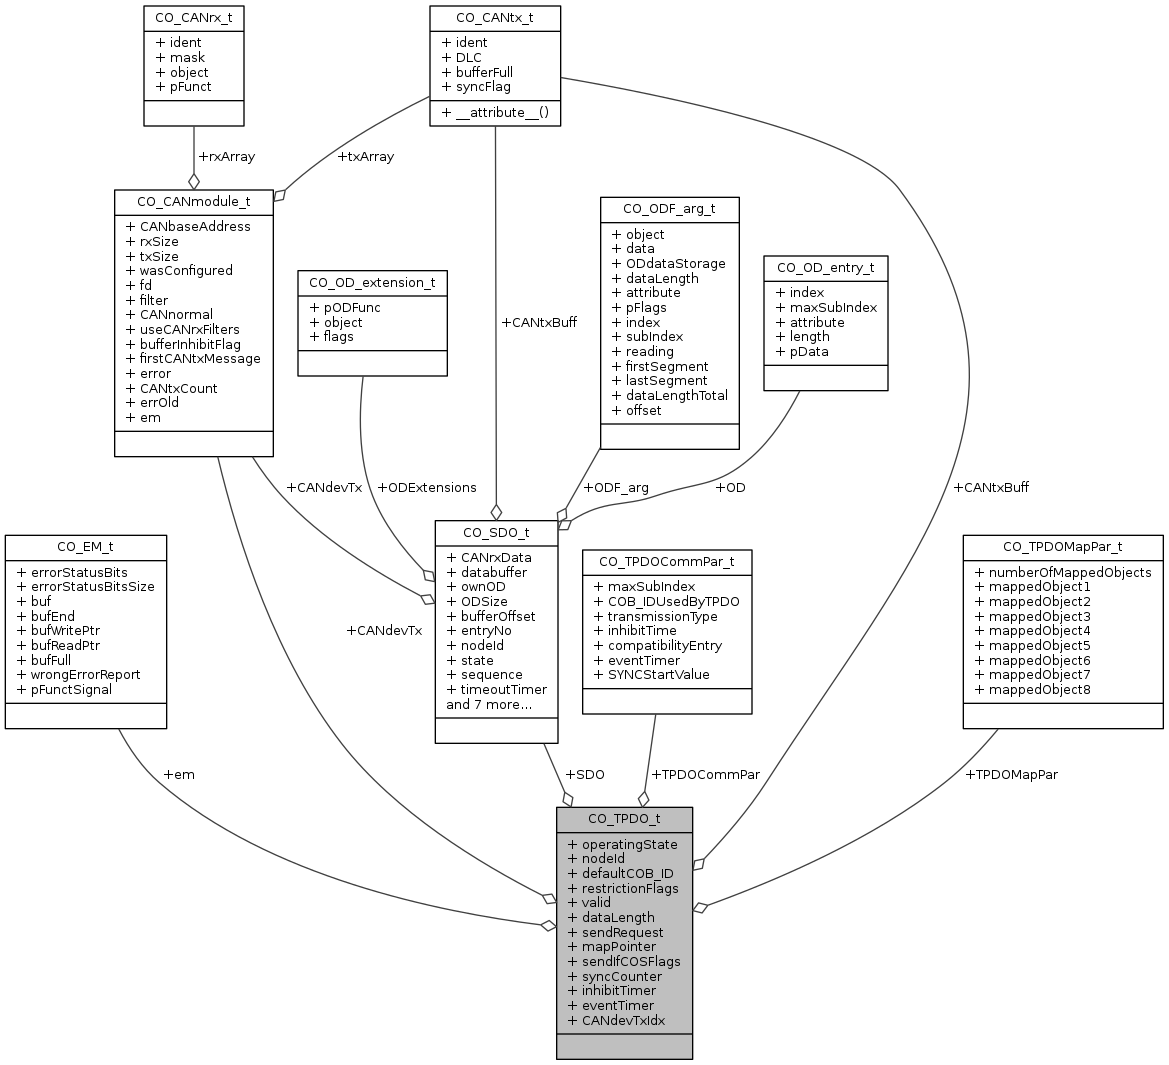 CO_CANrx_t
+ ident
+ mask
+ object
+ pFunct
CO_CANtx_t
+ ident
+ DLC
+ bufferFull
+ syncFlag
+ __attribute__()
+rxArray
+txArray
CO_CANmodule_t
+ CANbaseAddress
+ rxSize
+ txSize
+ wasConfigured
+ fd
+ filter
+ CANnormal
+ useCANrxFilters
+ bufferInhibitFlag
+ firstCANtxMessage
+ error
+ CANtxCount
+ errOld
+ em
CO_OD_extension_t
+ pODFunc
+ object
+ flags
+CANtxBuff
CO_ODF_arg_t
+ object
+ data
+ ODdataStorage
+ dataLength
+ attribute
+ pFlags
+ index
+ subIndex
+ reading
+ firstSegment
+ lastSegment
+ dataLengthTotal
+ offset
CO_OD_entry_t
+ index
+ maxSubIndex
+ attribute
+ length
+ pData
+CANdevTx
+ODExtensions
+ODF_arg
+OD
+CANtxBuff
CO_EM_t
+ errorStatusBits
+ errorStatusBitsSize
+ buf
+ bufEnd
+ bufWritePtr
+ bufReadPtr
+ bufFull
+ wrongErrorReport
+ pFunctSignal
+CANdevTx
CO_SDO_t
+ CANrxData
+ databuffer
+ ownOD
+ ODSize
+ bufferOffset
+ entryNo
+ nodeId
+ state
+ sequence
+ timeoutTimer
and 7 more...
CO_TPDOCommPar_t
+ maxSubIndex
+ COB_IDUsedByTPDO
+ transmissionType
+ inhibitTime
+ compatibilityEntry
+ eventTimer
+ SYNCStartValue
CO_TPDOMapPar_t
+ numberOfMappedObjects
+ mappedObject1
+ mappedObject2
+ mappedObject3
+ mappedObject4
+ mappedObject5
+ mappedObject6
+ mappedObject7
+ mappedObject8
+em
+SDO
+TPDOCommPar
+TPDOMapPar
CO_TPDO_t
+ operatingState
+ nodeId
+ defaultCOB_ID
+ restrictionFlags
+ valid
+ dataLength
+ sendRequest
+ mapPointer
+ sendIfCOSFlags
+ syncCounter
+ inhibitTimer
+ eventTimer
+ CANdevTxIdx